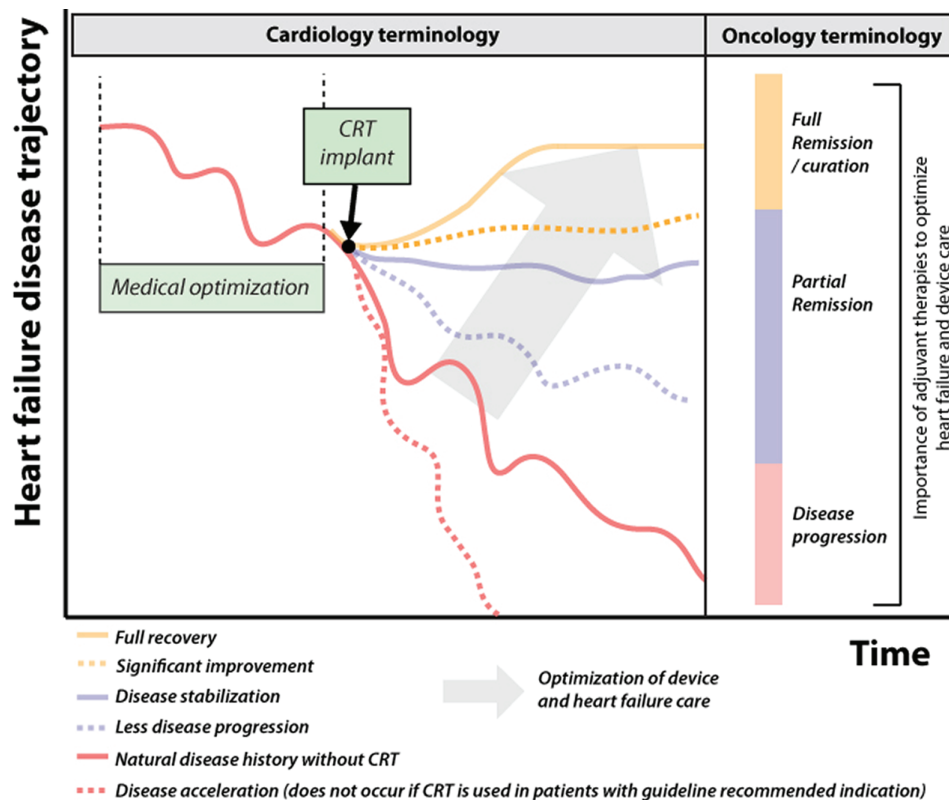 Cardiology terminology
Oncology terminology
Heart failure disease trajectory
CRT
implant
Medical optimization
Full
Remission
/ curation
Partial
Remission
Disease
progression
Importance of adjuvant therapies to optimize
heart failure and device care
Time
Full recovery
Significant improvement
Disease stabilization
Less disease progression
Natural disease history without CRT
Disease acceleration (does not occur if CRT is used in patients with guideline recommended indication)
Optimization of device
and heart failure care